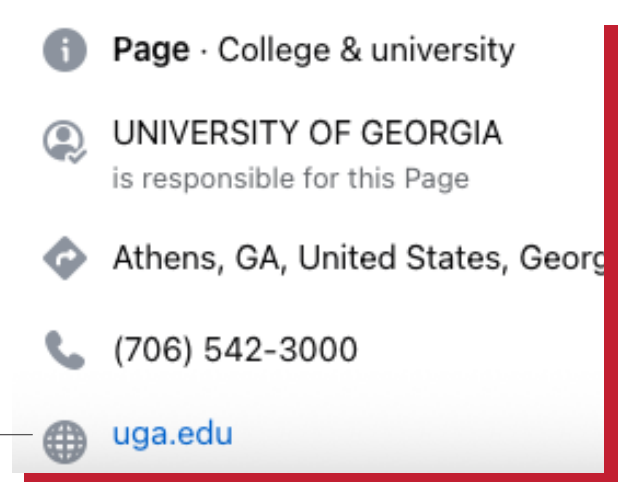 Page · College & university
UNIVERSITY OF GEORGIA
is responsible for this Page
Athens, GA, United States, Georg
(706) 542-3000
uga.edu